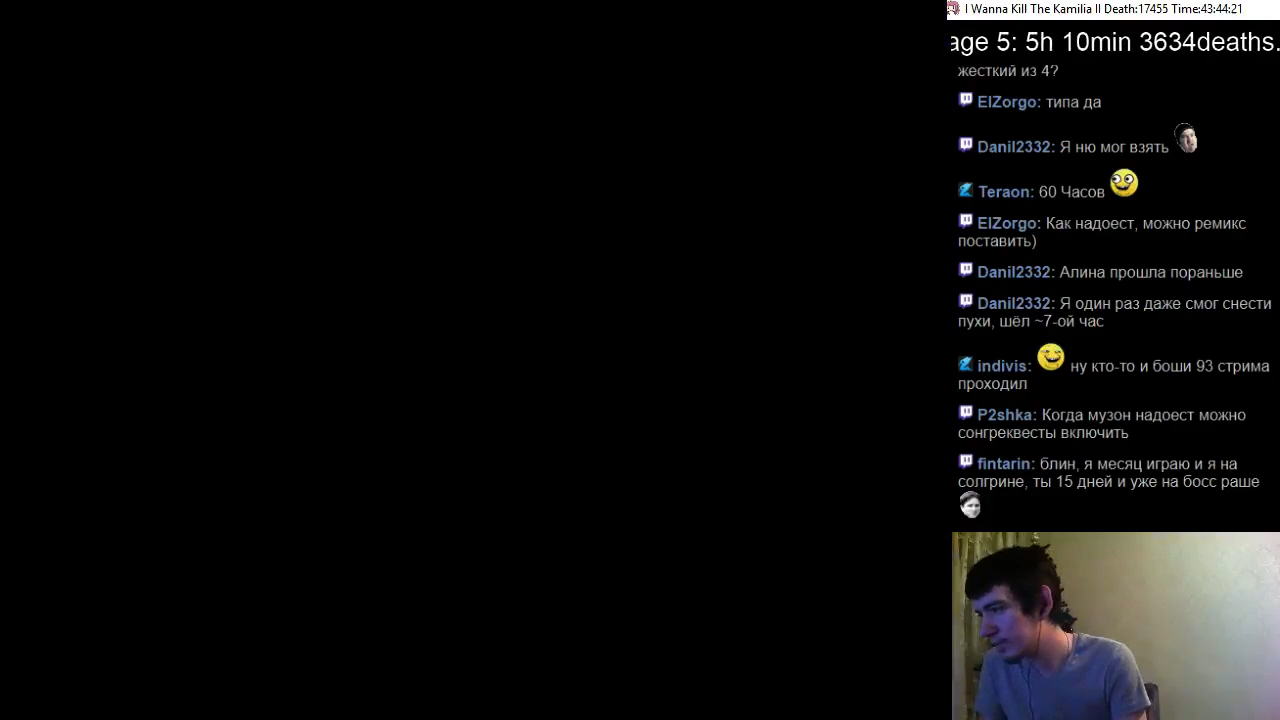 I Wanna Kill The Kamilia II Death:17455 Time:43:44:21
age 5: 5h 10min 3634deaths.
жесткий из 4?
ElZorgo: типа да
Danil2332: Я ню мог взять
Teraon: 60 Часов
ElZorgo: Как надоест, можно ремикс
поставить)
Danil2332: Алина прошла пораньше
Danil2332: Я один раз даже смог снести
пухи, шёл ~7-ой час
indivis: ну кто-то и боши 93 стрима
проходил
P2shka: Когда музон надоест можно
сонгреквесты включить
fintarin: блин, я месяц играю и я на
солгрине, ты 15 дней и уже на босс раше